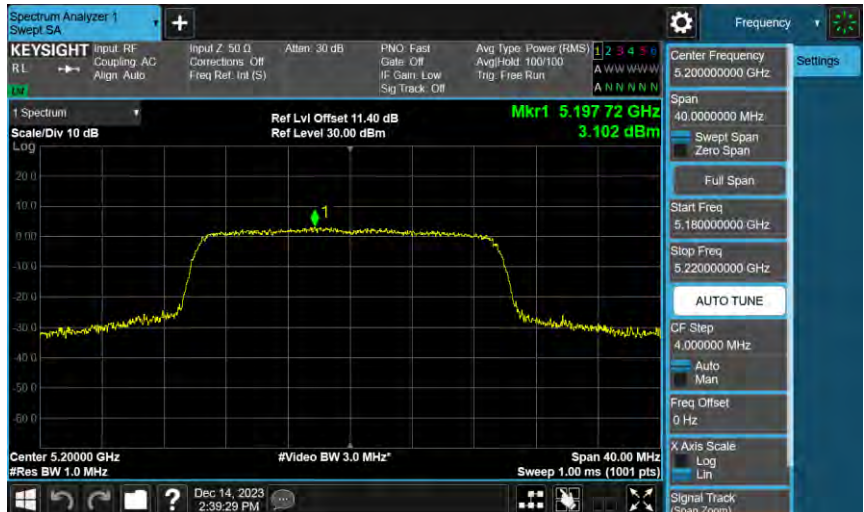 Spectrum Analyzer 1
Swept SA
Frequency
KEYSIGHT
RL
LXI
Input: RF
Coupling: AC
Align: Auto
Input Z: 50 Ω
Corrections: Off
Freq Ref: Int (S)
Atten: 30 dB
PNO: Fast
Gate: Off
IF Gain: Low
Sig Track: Off
Avg Type: Power (RMS)
Avg|Hold: 100/100
Trig: Free Run
1 2 3 4 5 6
A W W W W W
A N N N N N
1 Spectrum
Scale/Div 10 dB
Ref Lvl Offset 11.40 dB
Ref Level 30.00 dBm
Mkr1 5.197 72 GHz
3.102 dBm
Log
20.0
10.0
0.00
-10.0
-20.0
-30.0
-40.0
-50.0
-60.0
1
Center 5.20000 GHz
#Res BW 1.0 MHz
#Video BW 3.0 MHz*
Span 40.00 MHz
Sweep 1.00 ms (1001 pts)
Dec 14, 2023
2:39:29 PM
Center Frequency
5.200000000 GHz
Settings
Span
40.0000000 MHz
Swept Span
Zero Span
Full Span
Start Freq
5.180000000 GHz
Stop Freq
5.220000000 GHz
AUTO TUNE
CF Step
4.000000 MHz
Auto
Man
Freq Offset
0 Hz
X Axis Scale
Log
Lin
Signal Track
(Span Zoom)